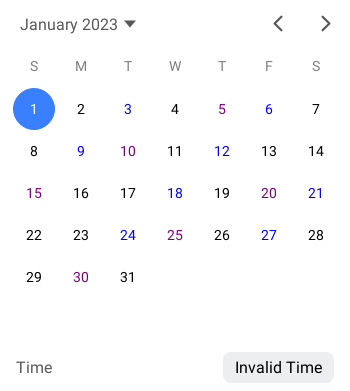 January 2023
S M T W T F S
1 2 3 4 5 6 7
8 9 10 11 12 13 14
15 16 17 18 19 20 21
22 23 24 25 26 27 28
29 30 31
Time Invalid Time